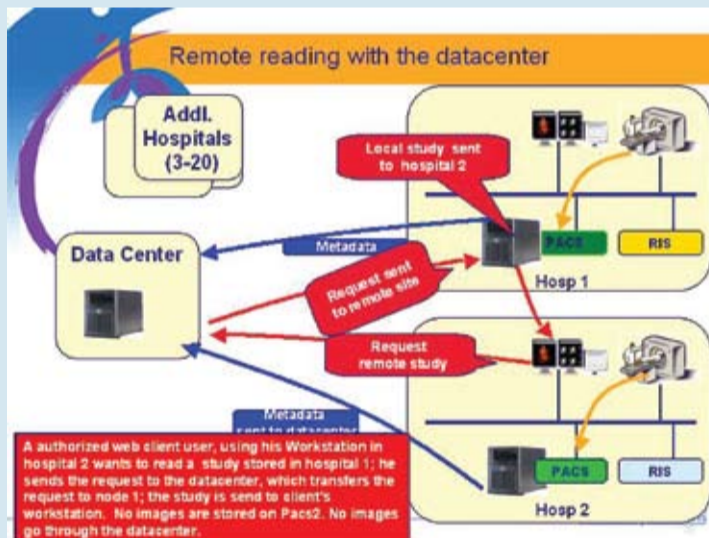 Remote reading with the datacenter
Addl.
Hospitals
(3-20)
Local study sent
to hospital 2
Metadata
PACS
RIS
Hosp 1
Data Center
Request sent
to remote site
Request
remote study
Metadata
sent to datacenter
PACS
RIS
Hosp 2
A authorized web client user, using his Workstation in
hospital 2 wants to read a study stored in hospital 1; he
sends the request to the datacenter, which transfers the
request to node 1; the study is send to client's
workstation. No images are stored on Pacs2. No images
go through the datacenter.